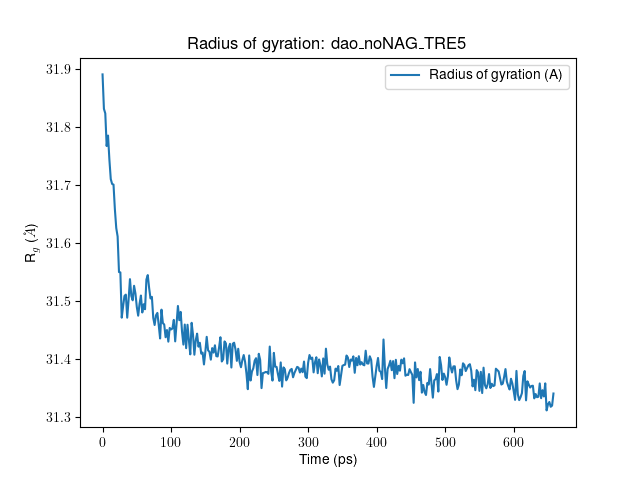 Radius of gyration: dao_noNAG_TRE5
Radius of gyration (A)
31.9
31.8
31.7
31.6
31.5
31.4
31.3
R_g (Å)
0 100 200 300 400 500 600
Time (ps)